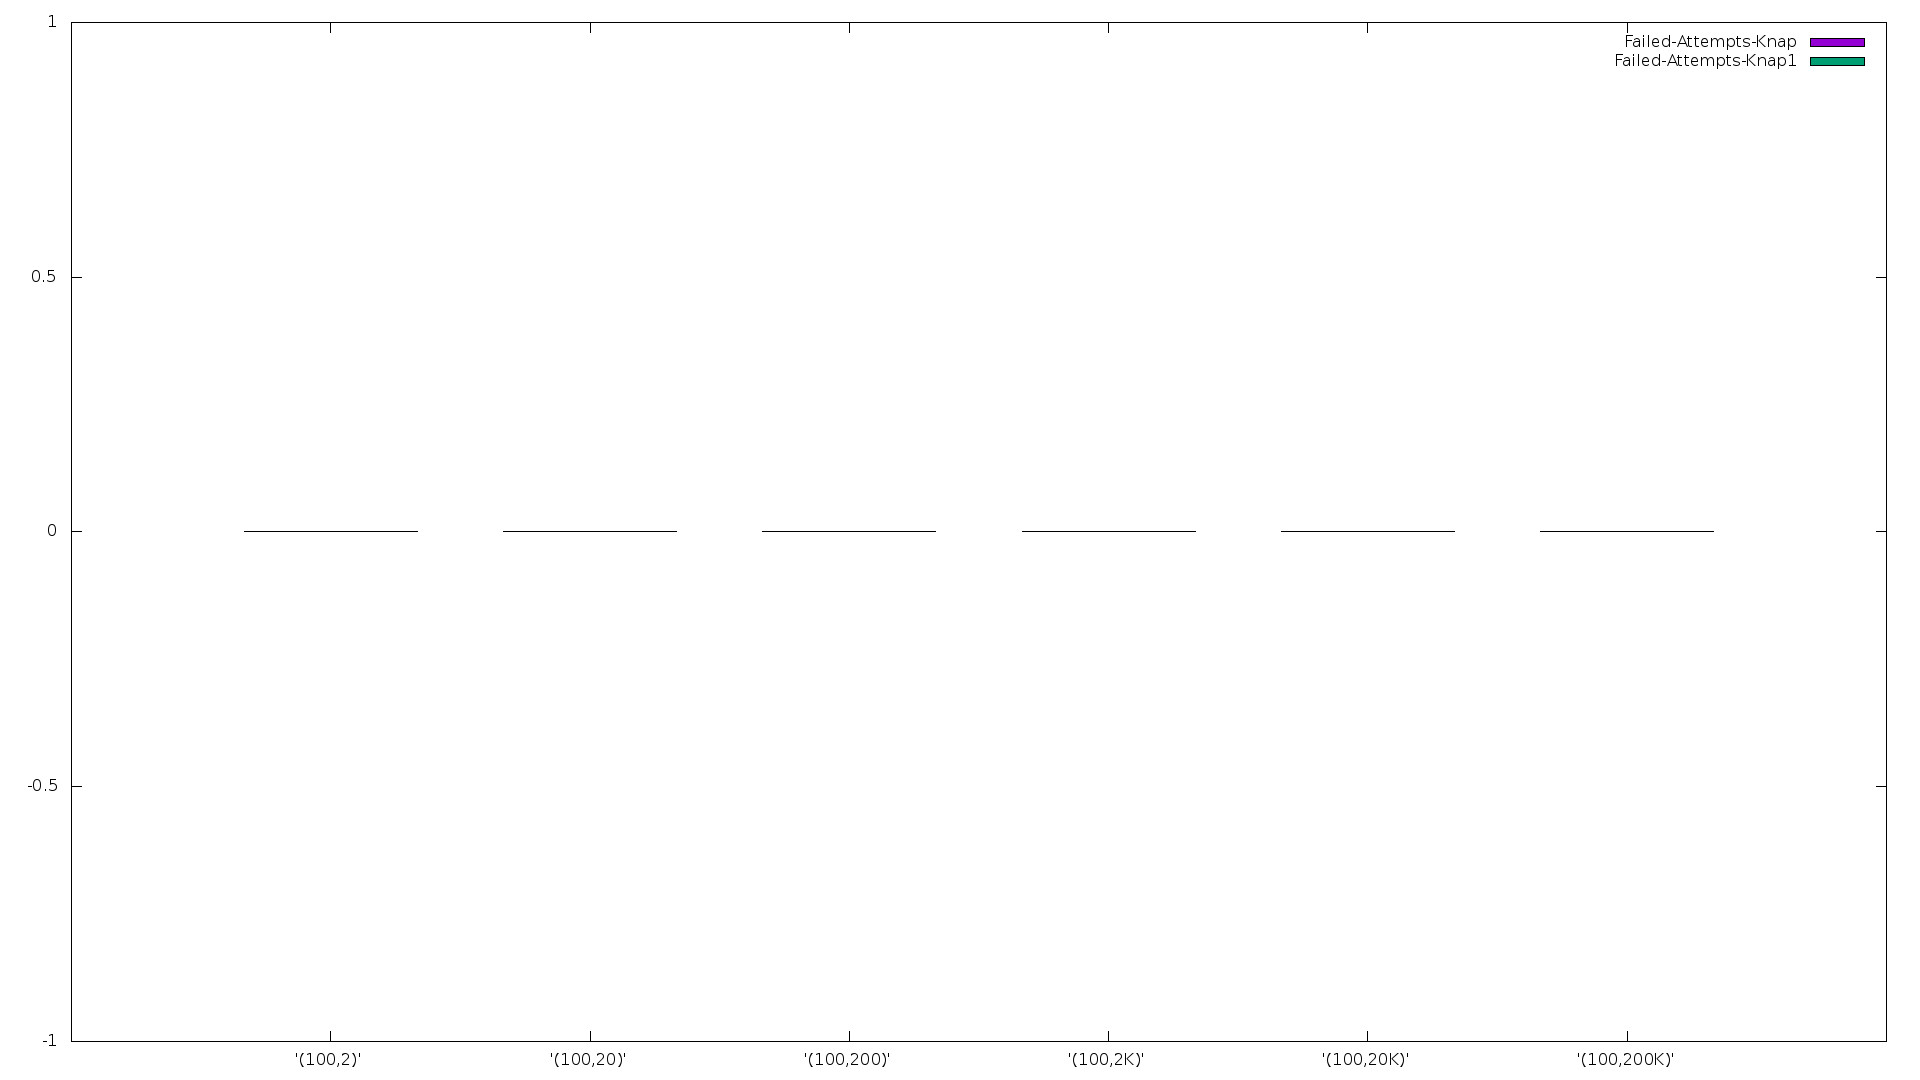 1
Failed-Attempts-Knap
Failed-Attempts-Knap1
0.5
0
-0.5
-1
'(100,2)' '(100,20)' '(100,200)' '(100,2K)' '(100,20K)' '(100,200K)'